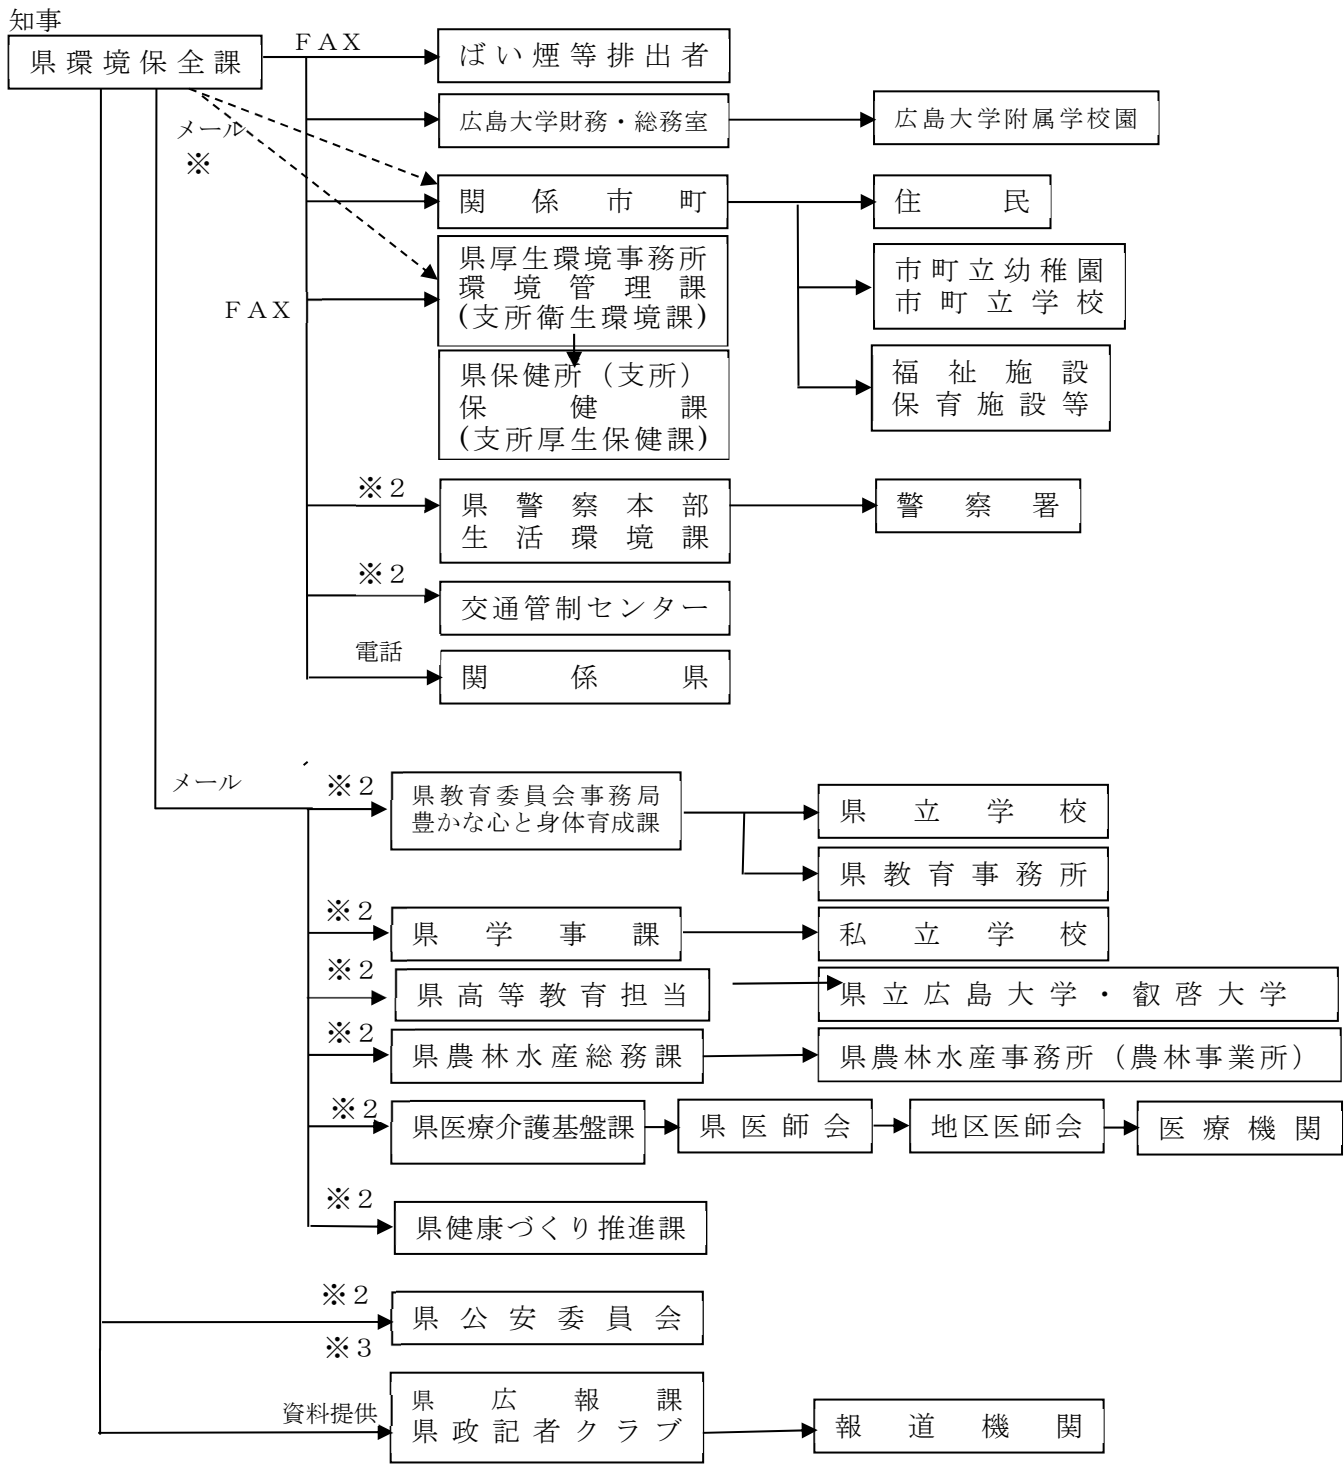 知事
県環境保全課
ＦＡＸ
ばい煙等排出者
広島大学財務・総務室
広島大学附属学校園
メール
※
関係市町
住民
県厚生環境事務所
環境管理課
(支所衛生環境課)
市町立幼稚園
市町立学校
ＦＡＸ
県保健所（支所）
保健課
(支所厚生保健課)
福祉施設
保育施設等
※２
県警察本部
生活環境課
警察署
※２
交通管制センター
電話
関係県
メール
※２
県教育委員会事務局
豊かな心と身体育成課
県立学校
県教育事務所
※２
県学事課
私立学校
※２
県高等教育担当
県立広島大学・叡啓大学
※２
県農林水産総務課
県農林水産事務所（農林事業所）
※２
県医療介護基盤課
県医師会
地区医師会
医療機関
※２
県健康づくり推進課
※２
県公安委員会
※３
資料提供
県広報課
県政記者クラブ
報道機関